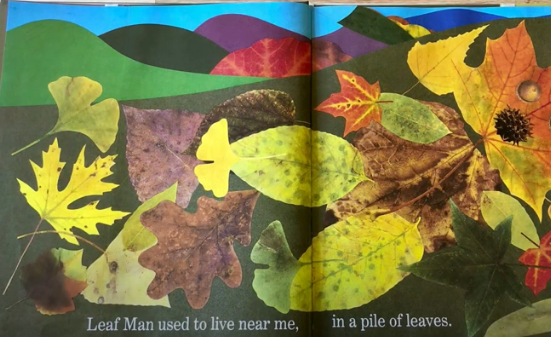 Leaf Man used to live near me, in a pile of leaves.